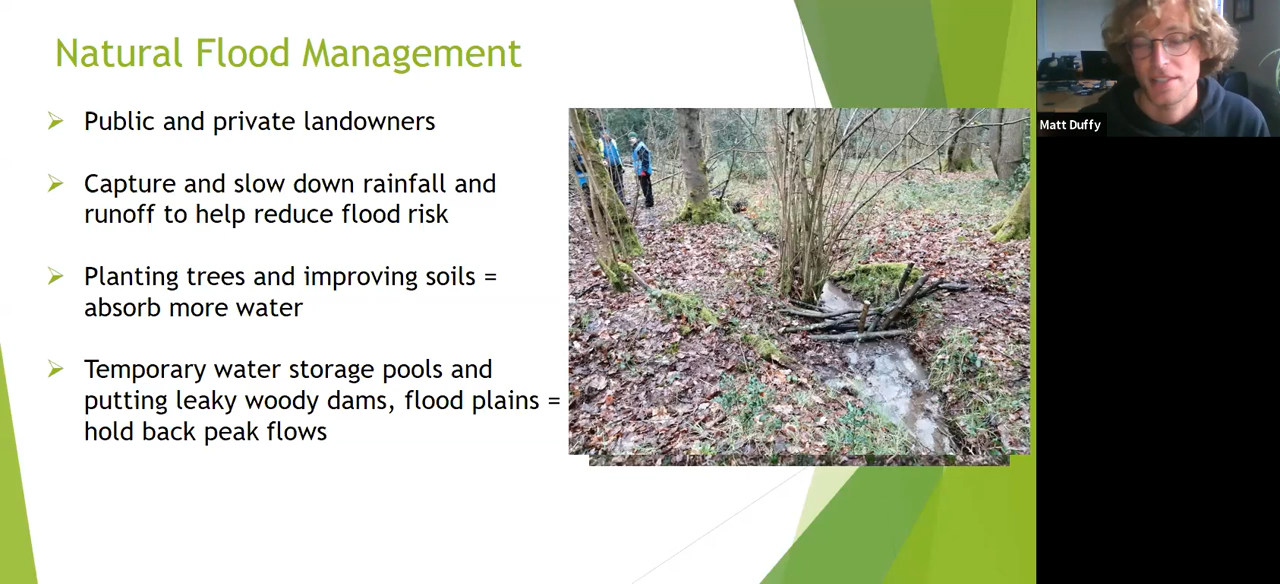 Natural Flood Management
Public and private landowners
Capture and slow down rainfall and
runoff to help reduce flood risk
Planting trees and improving soils =
absorb more water
Temporary water storage pools and
putting leaky woody dams, flood plains =
hold back peak flows
Matt Duffy